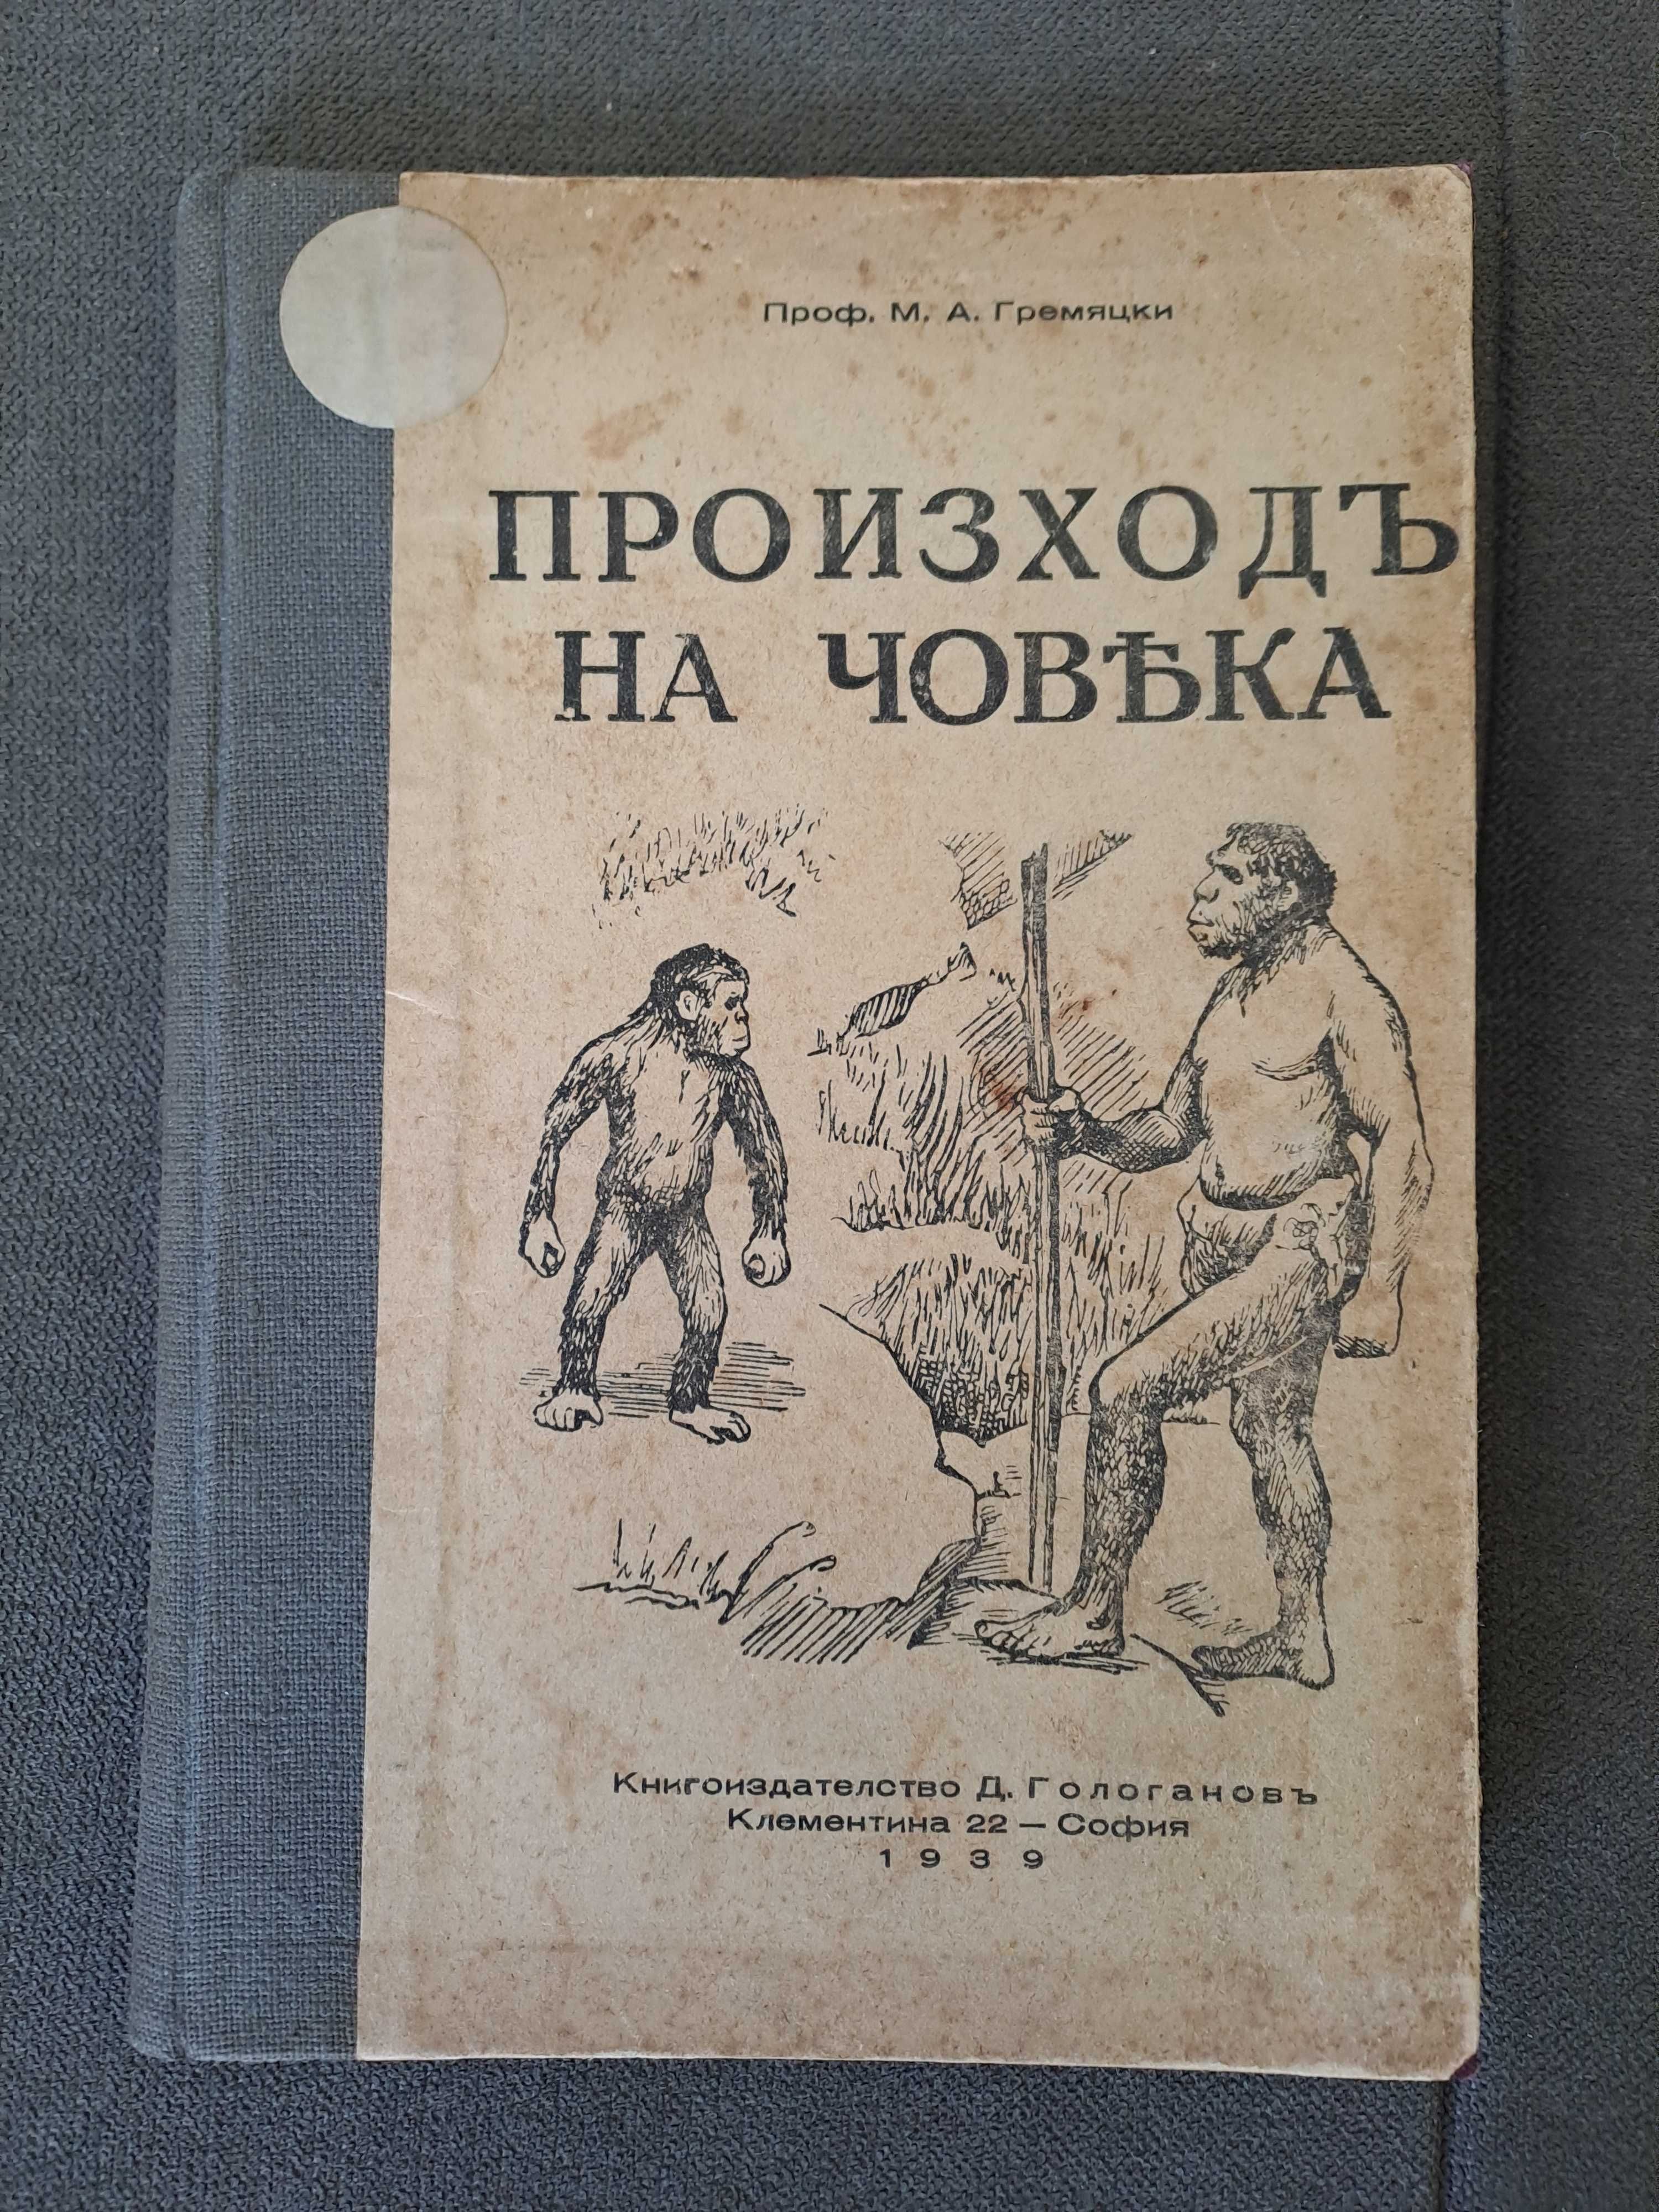 Проф. М. А. Гремяцки
ПРОИЗХОДЪ
НА ЧОВѢКА
Книгоиздателство Д. Гологановъ
Клементина 22 — София
1939